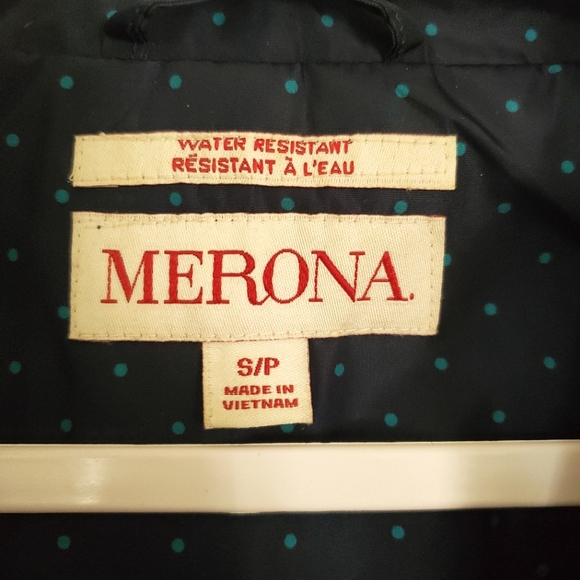 WATER RESISTANT
RÉSISTANT À L'EAU
MERONA.
S/P
MADE IN
VIETNAM